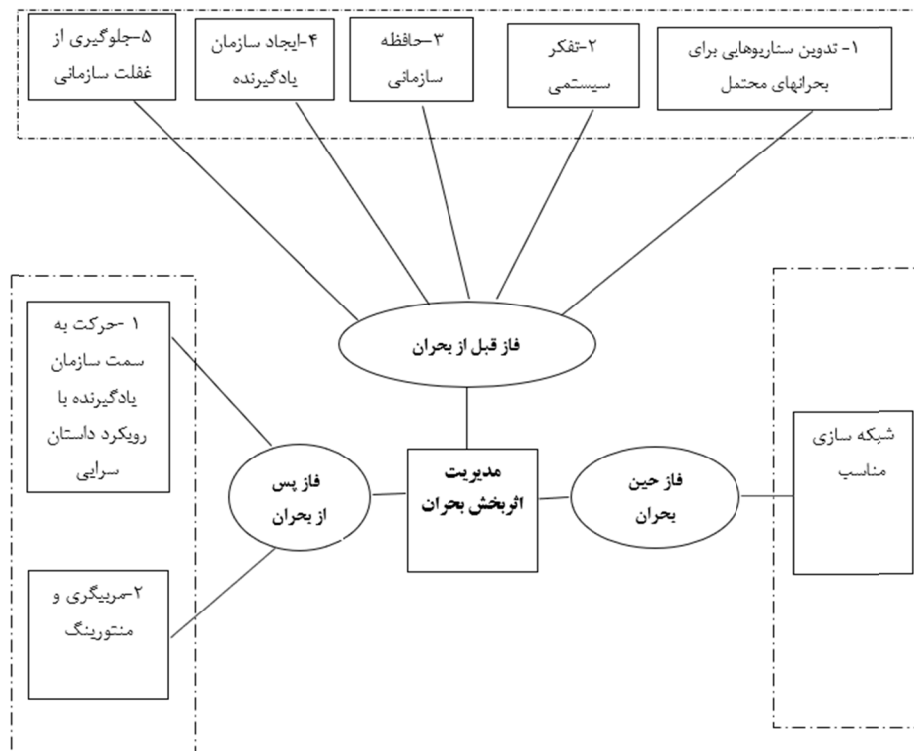 ۱- تدوین سناریوهایی برای
بحرانهای محتمل
۲-تفکر
سیستمی
۳-حافظه
سازمانی
۴-ایجاد سازمان
یادگیرنده
۵-جلوگیری از
غفلت سازمانی
فاز قبل از بحران
شبکه سازی
مناسب
فاز حین
بحران
مدیریت
اثربخش بحران
فاز پس
از بحران
۱ -حرکت به
سمت سازمان
یادگیرنده با
رویکرد داستان
سرایی
۲-مربیگری و
منتورینگ